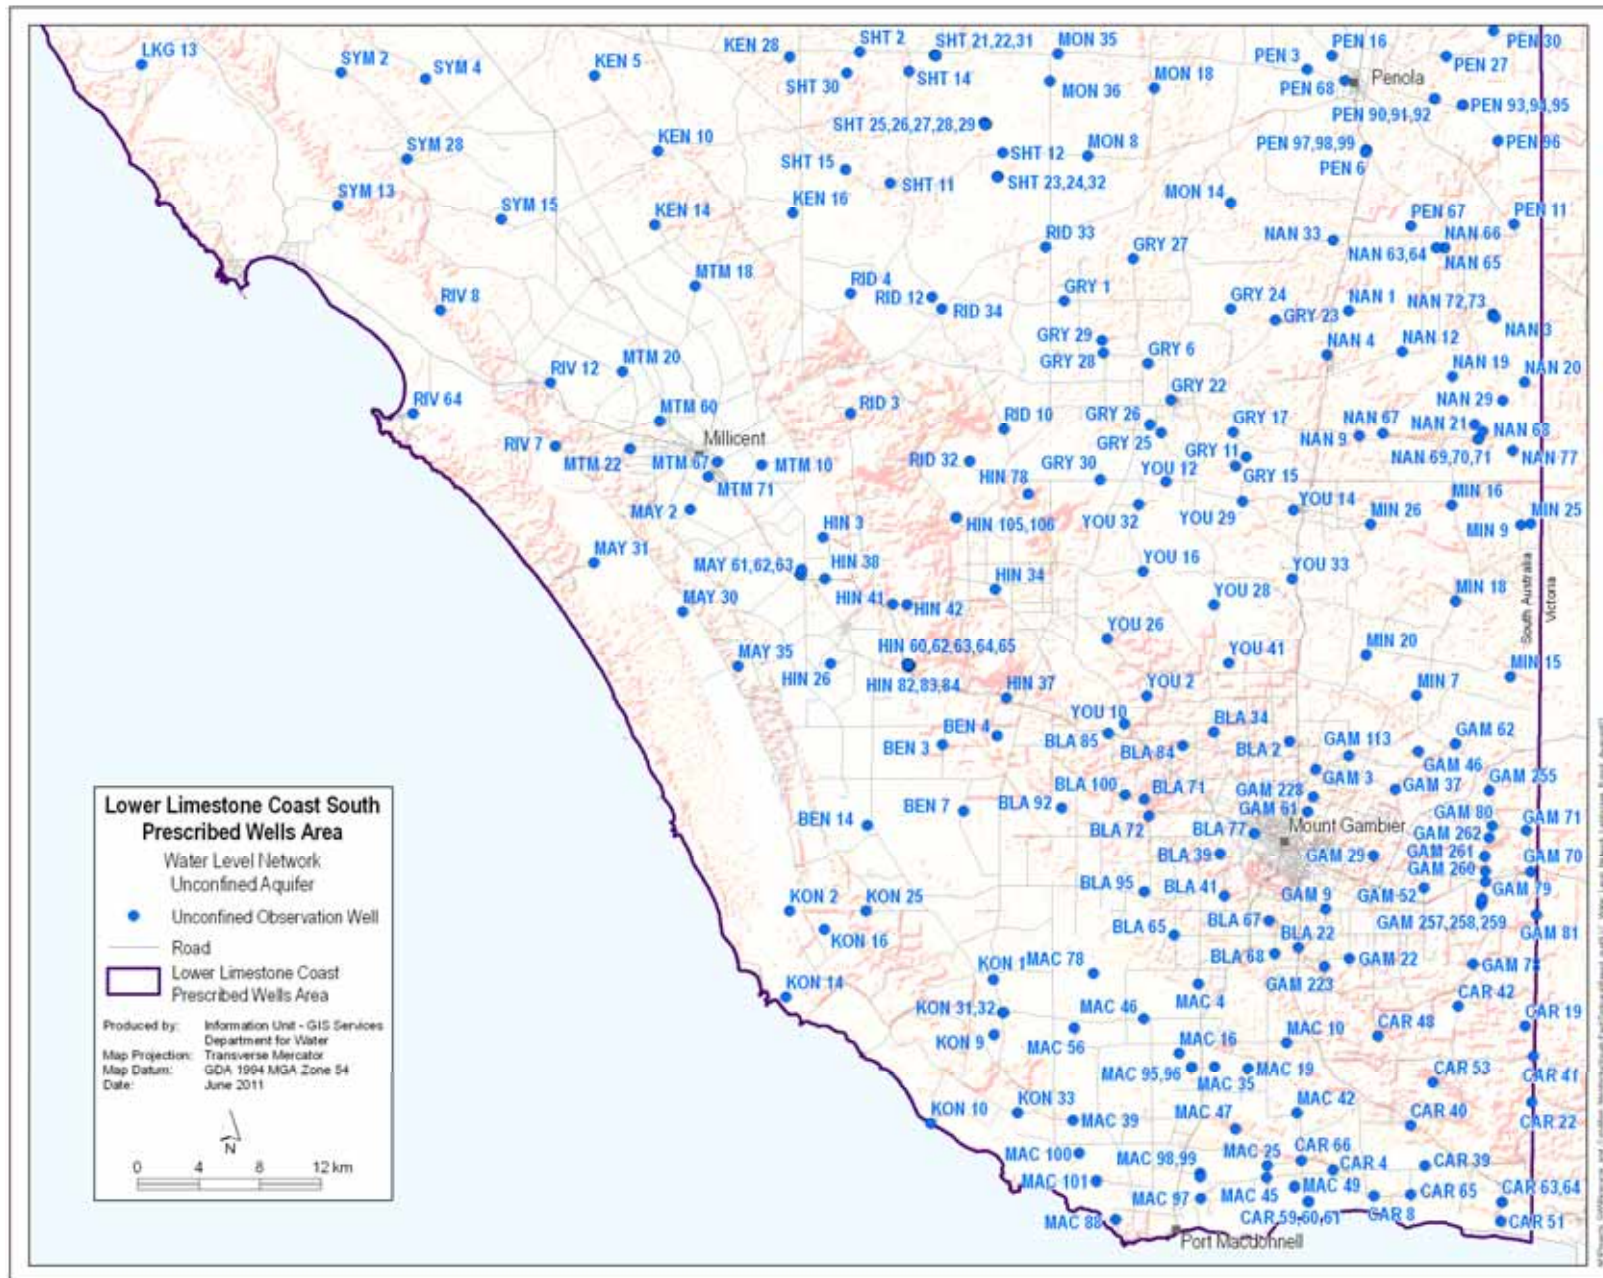 LKG 13
SYM 2
SYM 4
KEN 5
KEN 28
SHT 2
SHT 21,22,31
MON 35
PEN 3
PEN 16
PEN 30
PEN 27
SHT 30
SHT 14
MON 36
MON 18
PEN 68
Penola
PEN 90,91,92
PEN 93,94,95
SHT 25,26,27,28,29
SYM 28
KEN 10
SHT 15
SHT 12
MON 8
PEN 97,98,99
PEN 96
PEN 6
SHT 11
SHT 23,24,32
SYM 13
SYM 15
KEN 14
KEN 16
MON 14
PEN 67
PEN 11
RID 33
GRY 27
NAN 33
NAN 66
NAN 63,64
NAN 65
MTM 18
RID 4
RID 12
RID 34
GRY 1
GRY 24
GRY 23
NAN 1
NAN 72,73
NAN 3
RIV 8
GRY 29
GRY 28
GRY 6
NAN 4
NAN 12
NAN 19
NAN 20
RIV 12
MTM 20
GRY 22
NAN 29
RIV 64
MTM 60
RID 3
RID 10
GRY 26
GRY 25
GRY 17
NAN 9
NAN 67
NAN 21
NAN 68
RIV 7
Millicent
MTM 22
MTM 67
MTM 10
RID 32
GRY 11
NAN 69,70,71
NAN 77
MTM 71
HIN 78
GRY 30
YOU 12
GRY 15
MAY 2
HIN 105,106
YOU 32
YOU 29
YOU 14
MIN 26
MIN 16
MIN 25
MIN 9
HIN 3
MAY 31
MAY 61,62,63
HIN 38
YOU 16
YOU 33
HIN 34
MIN 18
South Australia
Victoria
MAY 30
HIN 41
HIN 42
YOU 28
YOU 26
MAY 35
HIN 60,62,63,64,65
YOU 41
MIN 20
MIN 15
HIN 26
HIN 82,83,84
HIN 37
YOU 2
MIN 7
BEN 4
YOU 10
BLA 34
BEN 3
BLA 85
BLA 84
BLA 2
GAM 113
GAM 62
GAM 46
GAM 3
GAM 37
GAM 255
BLA 100
BLA 71
GAM 228
BEN 14
BEN 7
BLA 92
GAM 61
GAM 80
GAM 71
BLA 72
BLA 77
Mount Gambier
GAM 262
BLA 39
GAM 29
GAM 261
GAM 70
GAM 260
BLA 95
BLA 41
GAM 9
GAM 52
GAM 79
KON 2
KON 25
BLA 67
GAM 257,258,259
GAM 81
KON 16
BLA 65
BLA 22
BLA 68
GAM 22
GAM 78
KON 1
MAC 78
GAM 223
KON 14
MAC 4
CAR 42
KON 31,32
MAC 46
CAR 19
KON 9
MAC 56
MAC 16
MAC 10
CAR 48
MAC 95,96
MAC 35
MAC 19
CAR 53
CAR 41
KON 10
KON 33
MAC 39
MAC 47
MAC 42
CAR 40
CAR 22
MAC 100
MAC 98,99
MAC 25
CAR 66
CAR 4
CAR 39
MAC 101
MAC 97
MAC 45
MAC 49
CAR 65
CAR 63,64
MAC 88
CAR 59,60,61
CAR 8
CAR 51
Port Macdonnell
Lower Limestone Coast South
Prescribed Wells Area
Water Level Network
Unconfined Aquifer
Unconfined Observation Well
Road
Lower Limestone Coast
Prescribed Wells Area
Produced by: Information Unit - GIS Services
Department for Water
Map Projection: Transverse Mercator
Map Datum: GDA 1994 MGA Zone 54
Date: June 2011
N
0 4 8 12 km